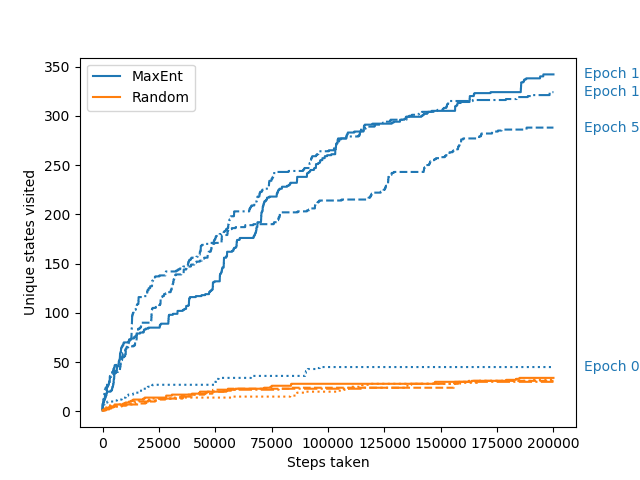 MaxEnt
Random
Epoch 1
Epoch 1
Epoch 5
Epoch 0
350
300
250
200
150
100
50
0
Unique states visited
0 25000 50000 75000 100000 125000 150000 175000 200000
Steps taken